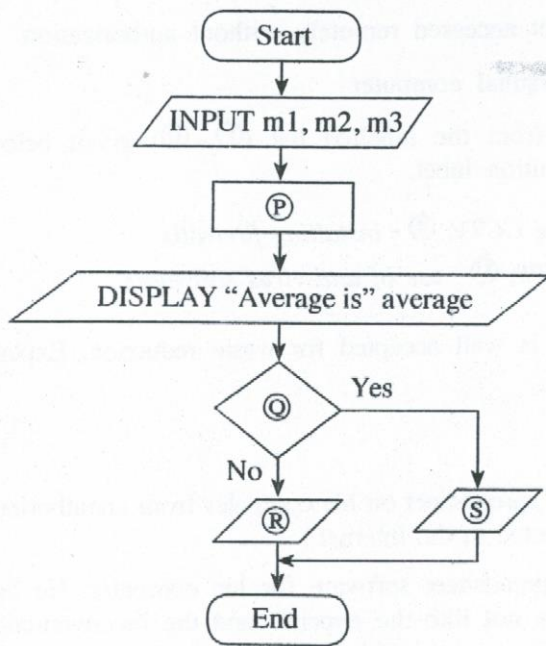 Start
INPUT m1, m2, m3
Ⓟ
DISPLAY “Average is” average
Ⓠ
Yes
No
Ⓡ
Ⓢ
End